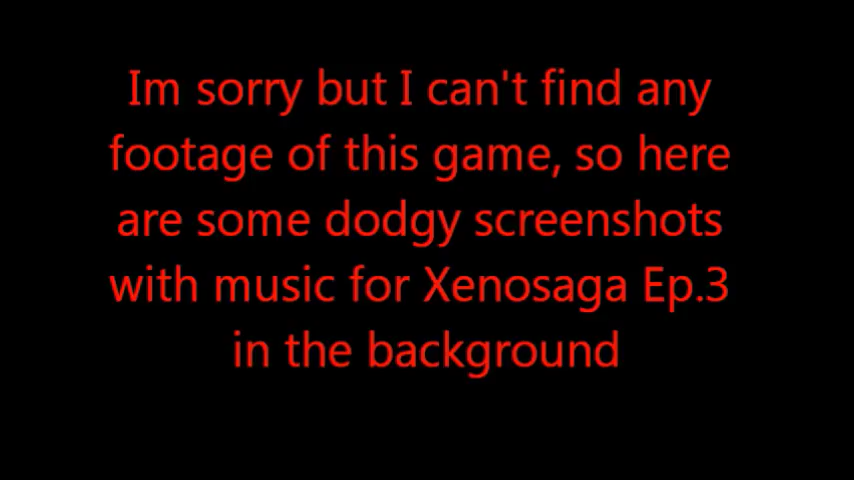 Im sorry but I can't find any
footage of this game, so here
are some dodgy screenshots
with music for Xenosaga Ep.3
in the background